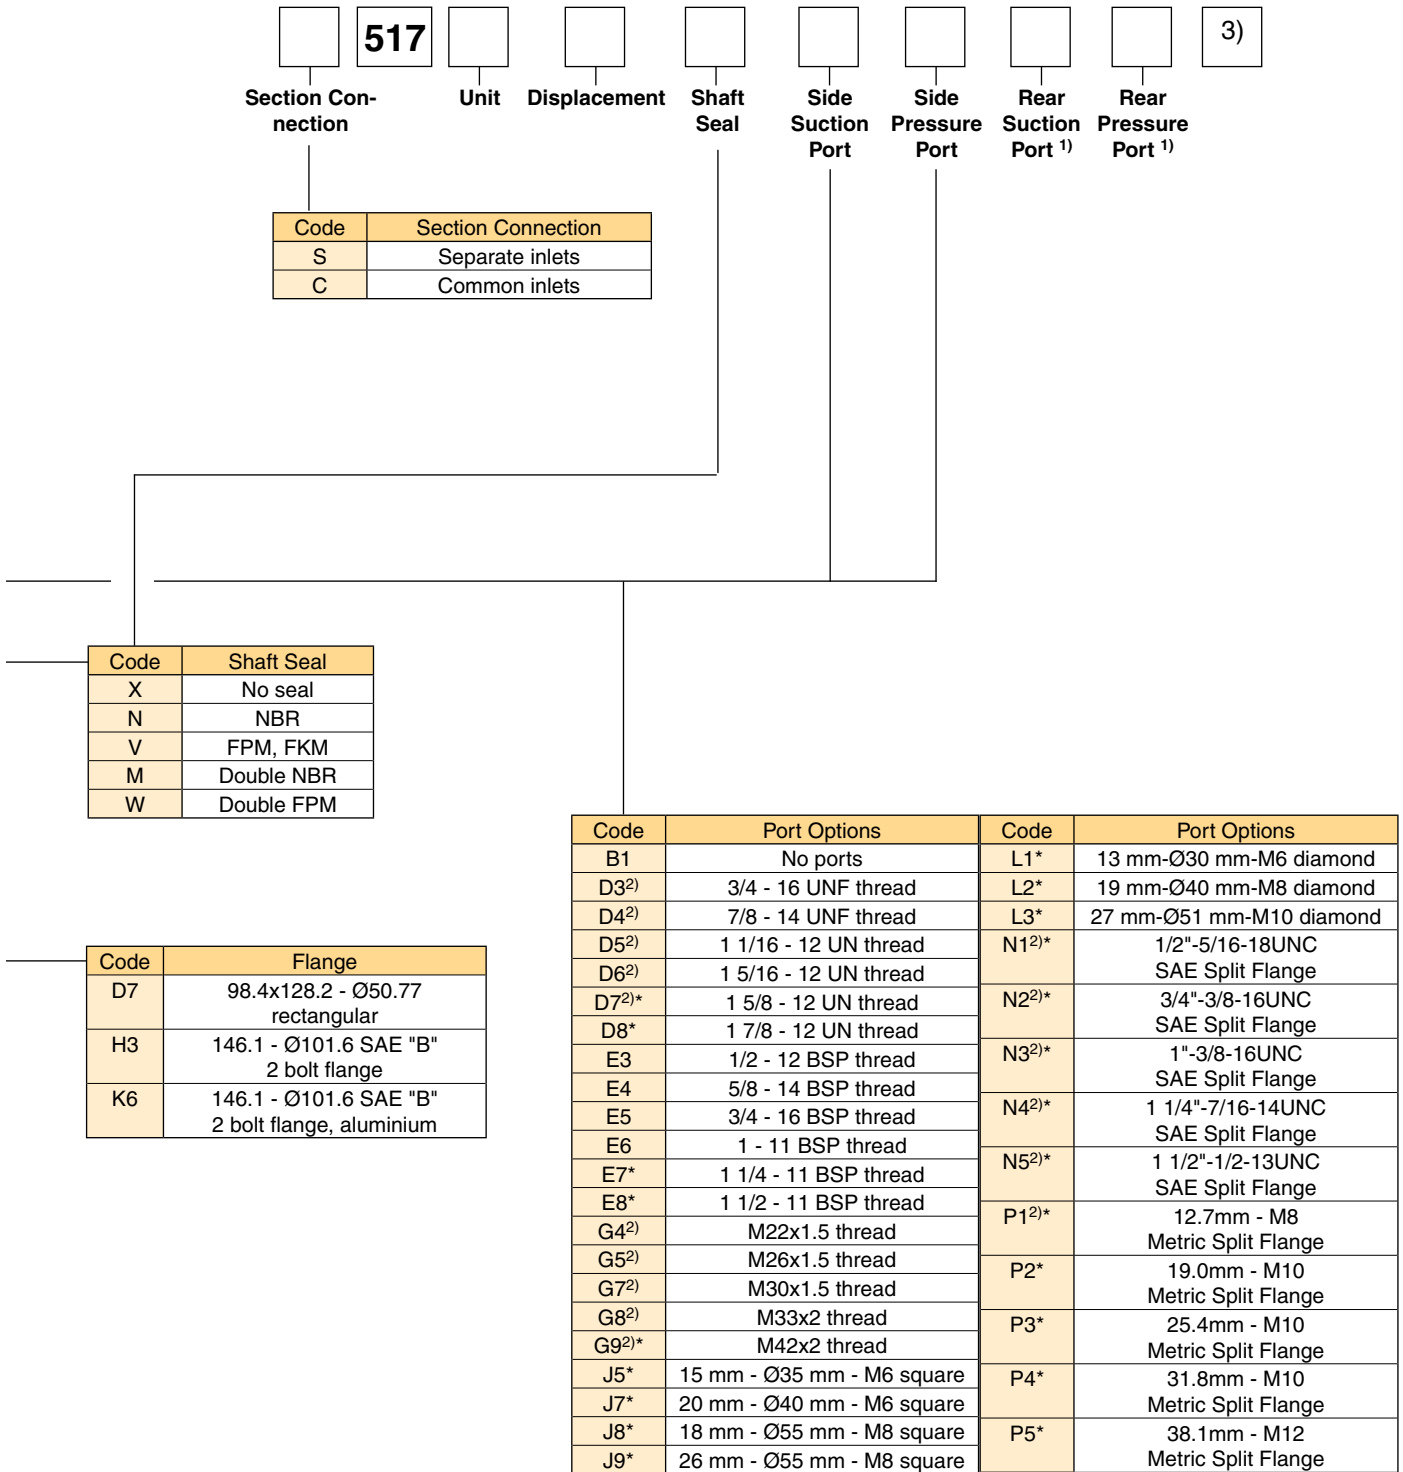 517
3)
Section Con-
nection
Unit
Displacement
Shaft
Seal
Side
Suction
Port
Side
Pressure
Port
Rear
Suction
Port 1)
Rear
Pressure
Port 1)
Code Section Connection
S Separate inlets
C Common inlets
Code Shaft Seal
X No seal
N NBR
V FPM, FKM
M Double NBR
W Double FPM
Code Flange
D7 98.4x128.2 - Ø50.77
rectangular
H3 146.1 - Ø101.6 SAE "B"
2 bolt flange
K6 146.1 - Ø101.6 SAE "B"
2 bolt flange, aluminium
Code Port Options
B1 No ports
D32) 3/4 - 16 UNF thread
D42) 7/8 - 14 UNF thread
D52) 1 1/16 - 12 UN thread
D62) 1 5/16 - 12 UN thread
D72)* 1 5/8 - 12 UN thread
D8* 1 7/8 - 12 UN thread
E3 1/2 - 12 BSP thread
E4 5/8 - 14 BSP thread
E5 3/4 - 16 BSP thread
E6 1 - 11 BSP thread
E7* 1 1/4 - 11 BSP thread
E8* 1 1/2 - 11 BSP thread
G42) M22x1.5 thread
G52) M26x1.5 thread
G72) M30x1.5 thread
G82) M33x2 thread
G92)* M42x2 thread
J5* 15 mm - Ø35 mm - M6 square
J7* 20 mm - Ø40 mm - M6 square
J8* 18 mm - Ø55 mm - M8 square
J9* 26 mm - Ø55 mm - M8 square
Code Port Options
L1* 13 mm-Ø30 mm-M6 diamond
L2* 19 mm-Ø40 mm-M8 diamond
L3* 27 mm-Ø51 mm-M10 diamond
N12)* 1/2"-5/16-18UNC
SAE Split Flange
N22)* 3/4"-3/8-16UNC
SAE Split Flange
N32)* 1"-3/8-16UNC
SAE Split Flange
N42)* 1 1/4"-7/16-14UNC
SAE Split Flange
N52)* 1 1/2"-1/2-13UNC
SAE Split Flange
P12)* 12.7mm - M8
Metric Split Flange
P2* 19.0mm - M10
Metric Split Flange
P3* 25.4mm - M10
Metric Split Flange
P4* 31.8mm - M10
Metric Split Flange
P5* 38.1mm - M12
Metric Split Flange